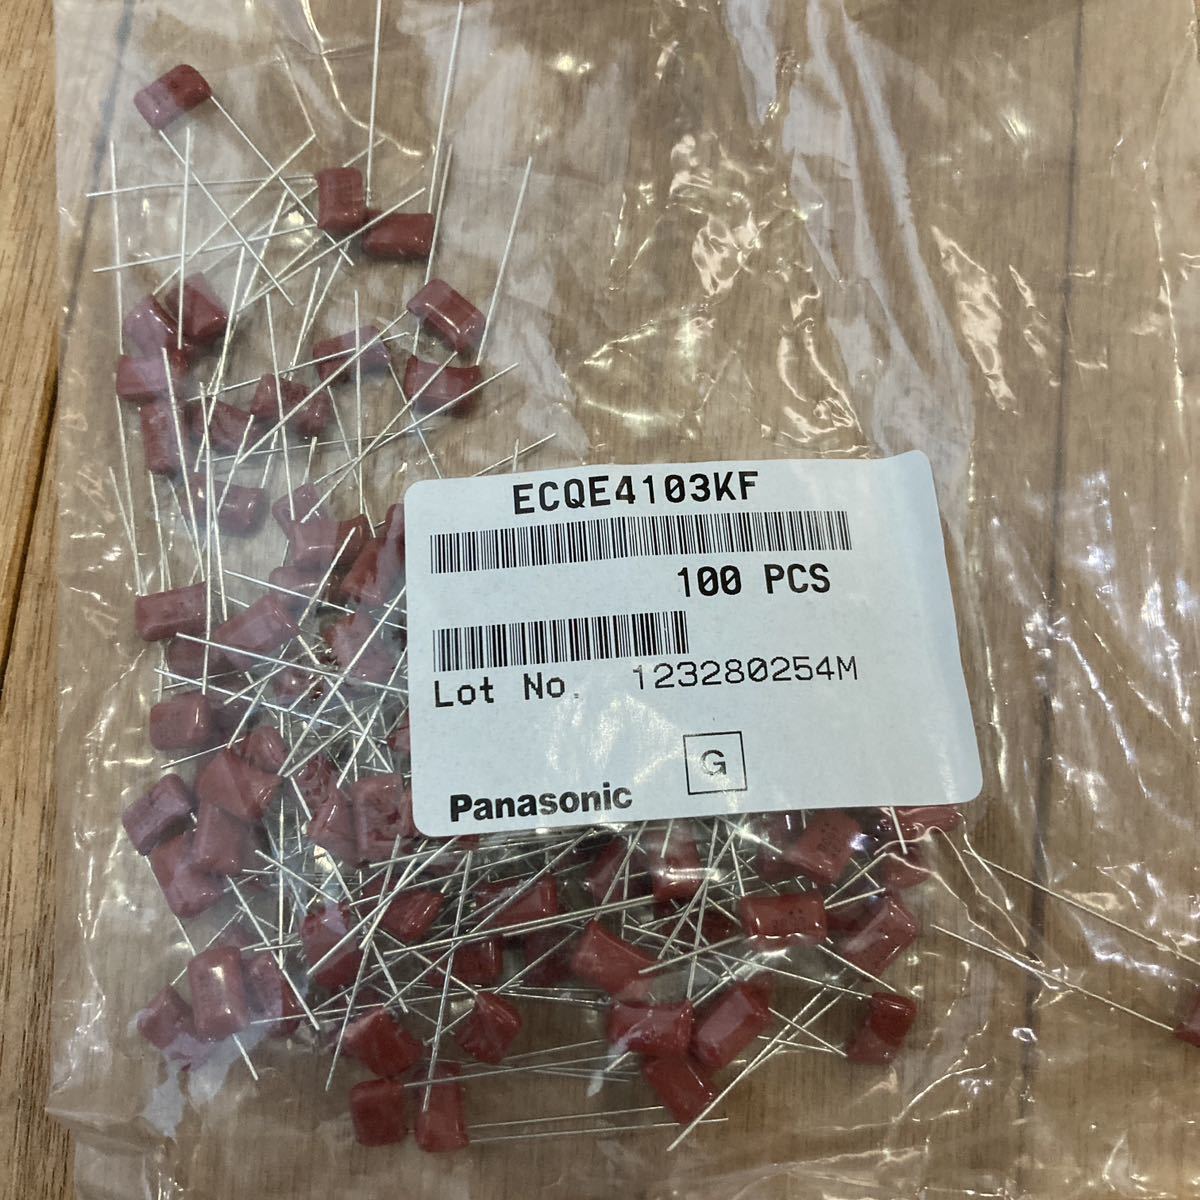 ECQE4103KF
100 PCS
Lot No. 123280254M
G
Panasonic